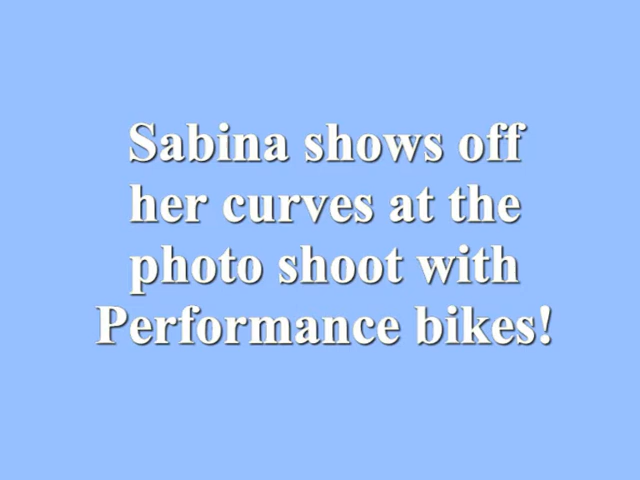 Sabina shows off
her curves at the
photo shoot with
Performance bikes!